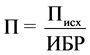 П = Писх
ИБР